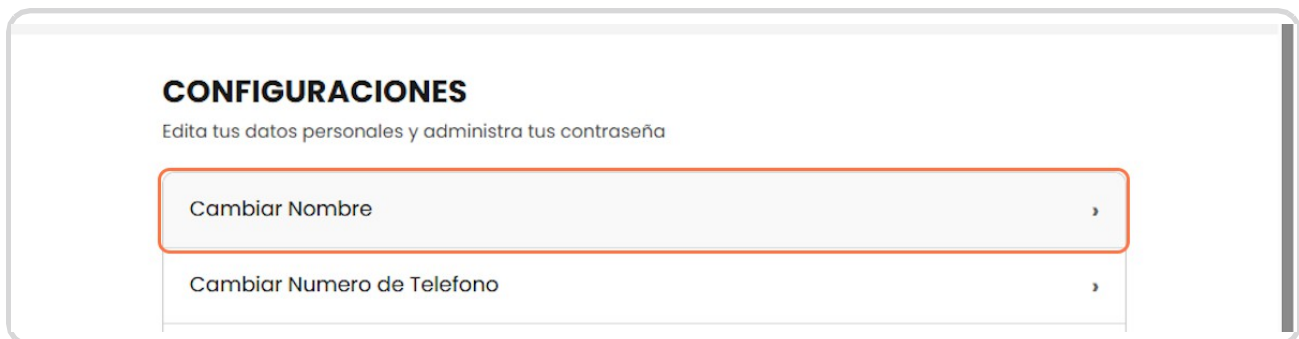 CONFIGURACIONES
Edita tus datos personales y administra tus contraseña
Cambiar Nombre
Cambiar Numero de Telefono